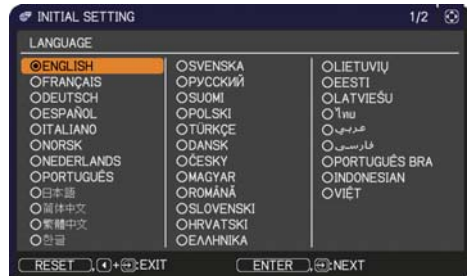 INITIAL SETTING 1/2
LANGUAGE
ENGLISH
FRANÇAIS
DEUTSCH
ESPAÑOL
ITALIANO
NORSK
NEDERLANDS
PORTUGUÊS
日本語
简体中文
繁體中文
한글
SVENSKA
РУССКИЙ
SUOMI
POLSKI
TÜRKÇE
DANSK
ČESKY
MAGYAR
ROMÂNĂ
SLOVENSKI
HRVATSKI
ΕΛΛΗΝΙΚΑ
LIETUVIŲ
EESTI
LATVIEŠU
ไทย
عربي
فارسی
PORTUGUÊS BRA
INDONESIAN
VIỆT
RESET , + :EXIT ENTER , :NEXT